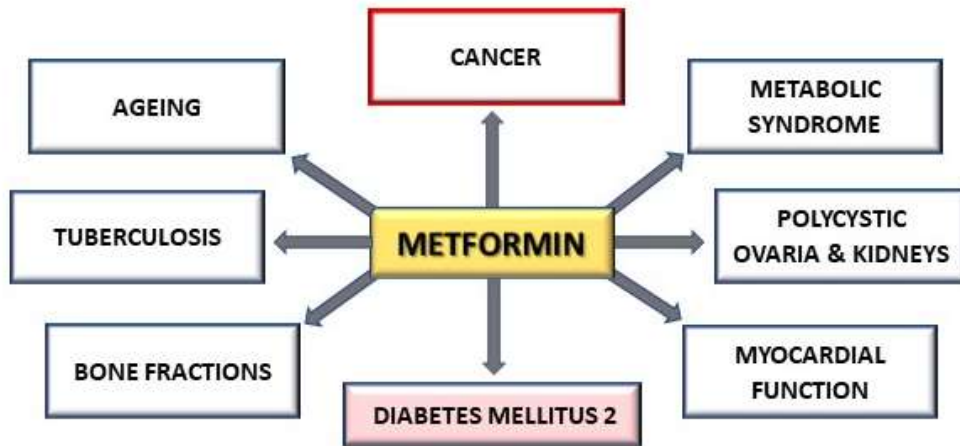 CANCER
AGEING
METABOLIC
SYNDROME
TUBERCULOSIS
METFORMIN
POLYCYSTIC
OVARIA & KIDNEYS
BONE FRACTIONS
MYOCARDIAL
FUNCTION
DIABETES MELLITUS 2